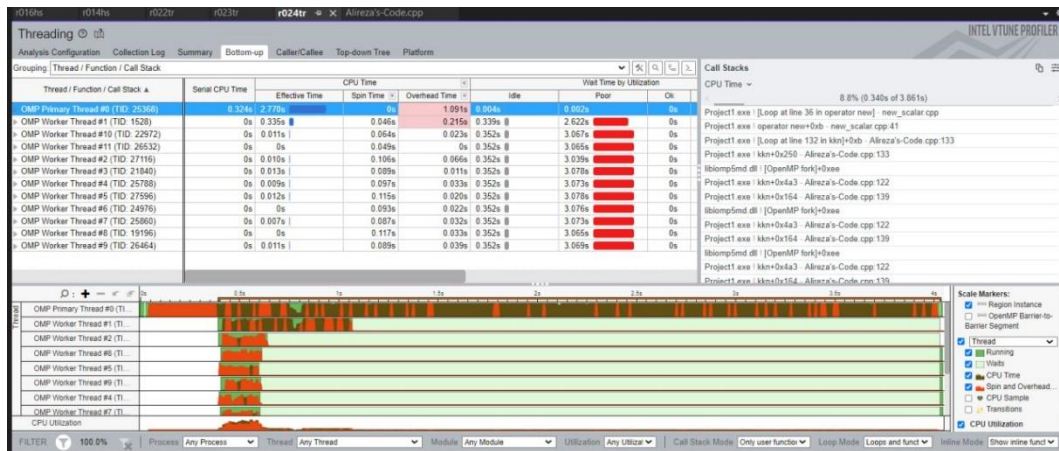 r016hs r014hs r022tr r023tr r024tr Alireza's-Code.cpp
Threading
INTEL VTUNE PROFILER
Analysis Configuration Collection Log Summary Bottom-up Caller/Callee Top-down Tree Platform
Grouping: Thread / Function / Call Stack
Thread / Function / Call Stack Serial CPU Time CPU Time Wait Time by Utilization
Effective Time Spin Time Overhead Time Idle Poor Ok
OMP Primary Thread #0 (TID: 25368) 0.324s 2.770s 0s 1.091s 0.004s 0.002s 0s
OMP Worker Thread #1 (TID: 1528) 0s 0.335s 0.046s 0.215s 0.339s 2.622s 0s
OMP Worker Thread #10 (TID: 22972) 0s 0.011s 0.064s 0.023s 0.352s 3.067s 0s
OMP Worker Thread #11 (TID: 26532) 0s 0s 0.049s 0s 0.352s 3.065s 0s
OMP Worker Thread #2 (TID: 27116) 0s 0.010s 0.106s 0.066s 0.352s 3.039s 0s
OMP Worker Thread #3 (TID: 21840) 0s 0.013s 0.089s 0.011s 0.352s 3.078s 0s
OMP Worker Thread #4 (TID: 25788) 0s 0.009s 0.097s 0.033s 0.352s 3.073s 0s
OMP Worker Thread #5 (TID: 27596) 0s 0.012s 0.115s 0.020s 0.352s 3.078s 0s
OMP Worker Thread #6 (TID: 24976) 0s 0s 0.093s 0.022s 0.352s 3.076s 0s
OMP Worker Thread #7 (TID: 25860) 0s 0.007s 0.087s 0.032s 0.352s 3.073s 0s
OMP Worker Thread #8 (TID: 19196) 0s 0s 0.117s 0.033s 0.352s 3.065s 0s
OMP Worker Thread #9 (TID: 26464) 0s 0.011s 0.089s 0.039s 0.352s 3.069s 0s
Call Stacks
CPU Time
8.8% (0.340s of 3.861s)
Project1.exe ! [Loop at line 36 in operator new] - new_scalar.cpp
Project1.exe ! operator new+0xb - new_scalar.cpp:41
Project1.exe ! [Loop at line 132 in kkn]+0xb - Alireza's-Code.cpp:133
Project1.exe ! kkn+0x250 - Alireza's-Code.cpp:133
libiomp5md.dll ! [OpenMP fork]+0xee
Project1.exe ! kkn+0x4a3 - Alireza's-Code.cpp:122
Project1.exe ! kkn+0x164 - Alireza's-Code.cpp:139
libiomp5md.dll ! [OpenMP fork]+0xee
Project1.exe ! kkn+0x4a3 - Alireza's-Code.cpp:122
Project1.exe ! kkn+0x164 - Alireza's-Code.cpp:139
libiomp5md.dll ! [OpenMP fork]+0xee
Project1.exe ! kkn+0x4a3 - Alireza's-Code.cpp:122
Project1.exe ! kkn+0x164 - Alireza's-Code.cpp:139
0s 0.5s 1s 1.5s 2s 2.5s 3s 3.5s 4s
Thread
OMP Primary Thread #0 (TI...
OMP Worker Thread #1 (TI...
OMP Worker Thread #2 (TI...
OMP Worker Thread #8 (TI...
OMP Worker Thread #5 (TI...
OMP Worker Thread #9 (TI...
OMP Worker Thread #4 (TI...
OMP Worker Thread #7 (TI...
CPU Utilization
Scale Markers:
Region Instance
OpenMP Barrier-to-
Barrier Segment
Thread
Running
Waits
CPU Time
Spin and Overhead...
CPU Sample
Transitions
CPU Utilization
FILTER 100.0% Process Any Process Thread Any Thread Module Any Module Utilization Any Utilizat Call Stack Mode Only user function Loop Mode Loops and funct Inline Mode Show inline funct